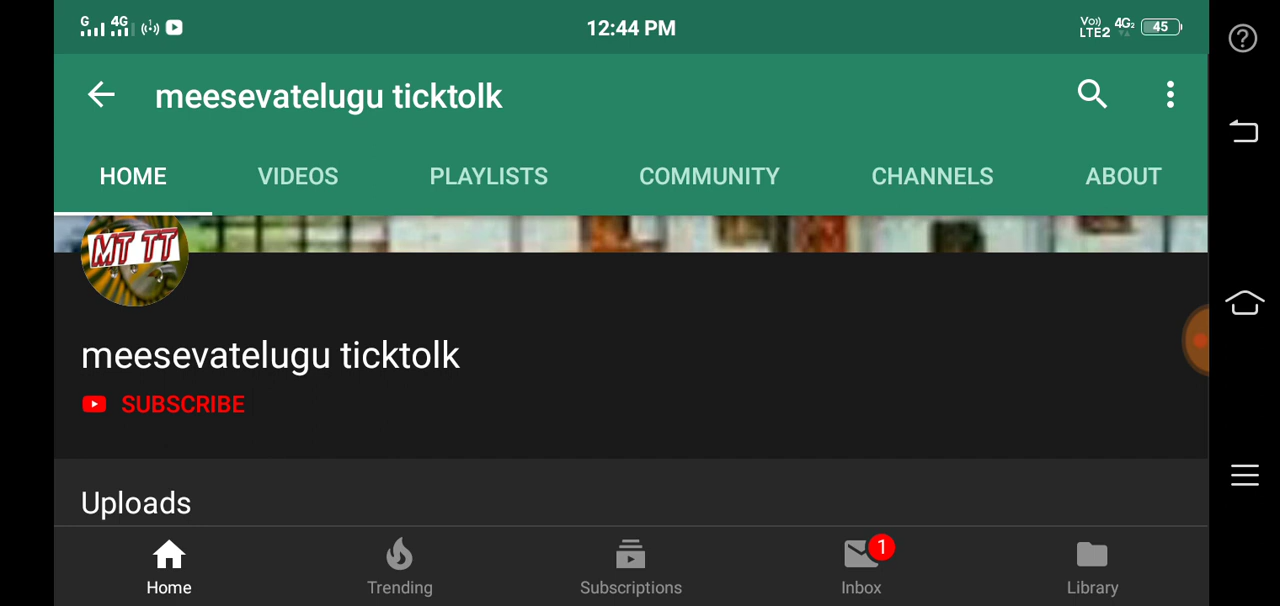 G 4G 12:44 PM Vo)) LTE2 4G2 45
meesevatelugu ticktolk
HOME VIDEOS PLAYLISTS COMMUNITY CHANNELS ABOUT
MT TT
meesevatelugu ticktolk
SUBSCRIBE
Uploads
1
Home Trending Subscriptions Inbox Library